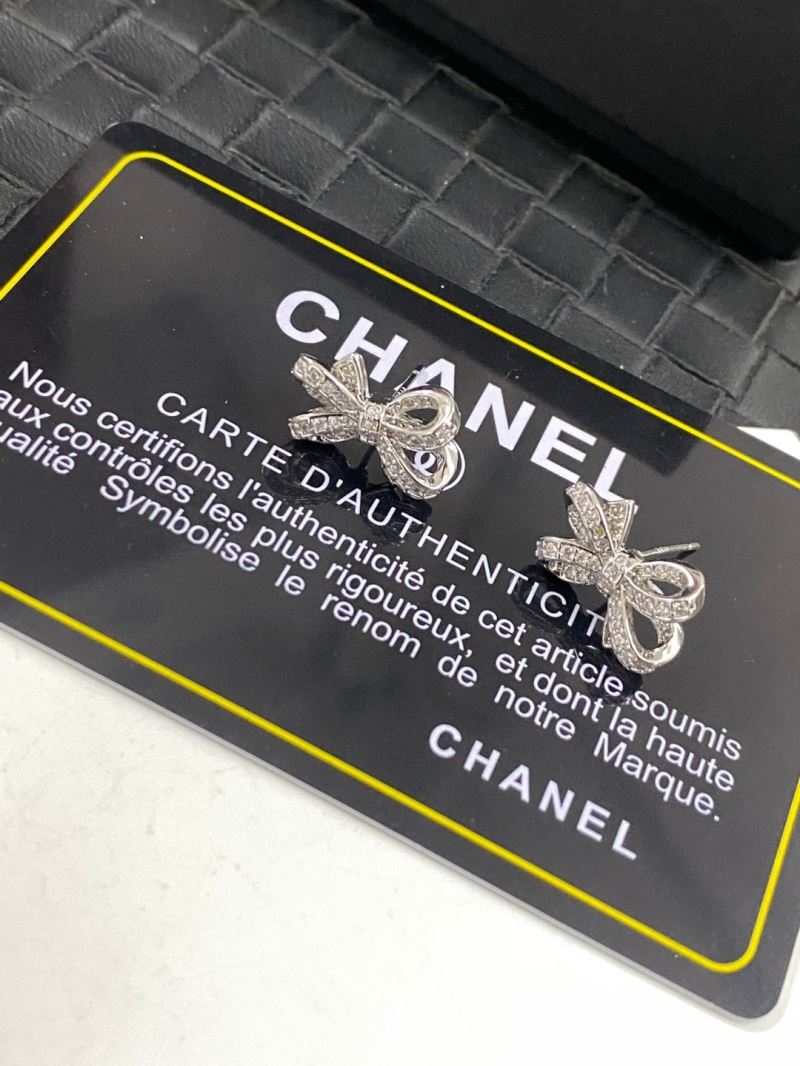 CHANEL
CARTE D'AUTHENTICIT
Nous certifions l'authenticité de cet article soumis
aux contrôles les plus rigoureux, et dont la haute
ualité Symbolise le renom de notre Marque.
CHANEL